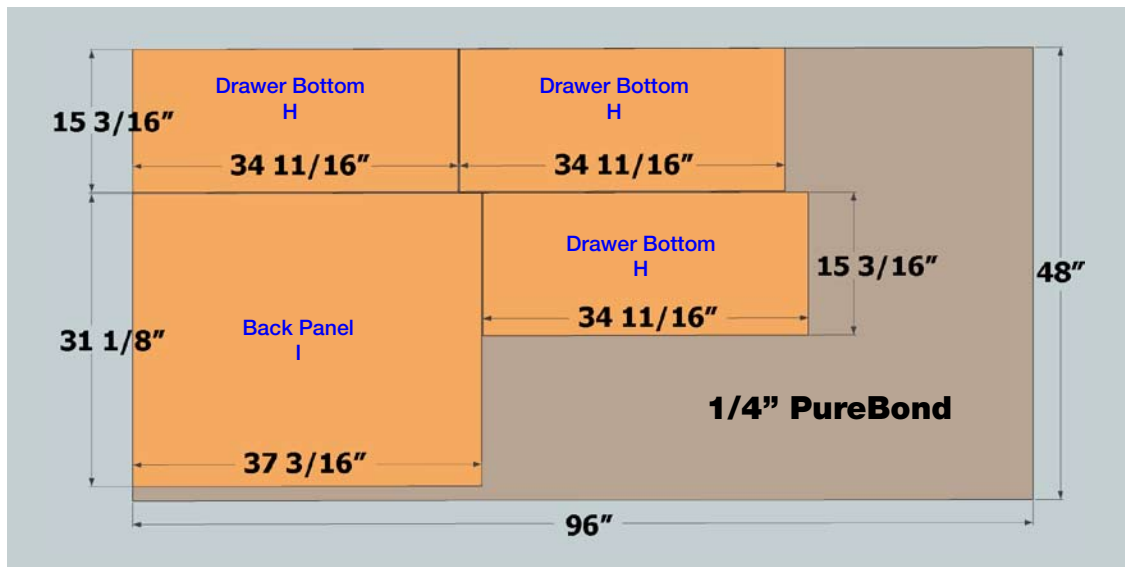 Drawer Bottom
H
Drawer Bottom
H
15 3/16″
34 11/16″
34 11/16″
Drawer Bottom
H
15 3/16″
48″
34 11/16″
Back Panel
I
31 1/8″
1/4” PureBond
37 3/16″
96″